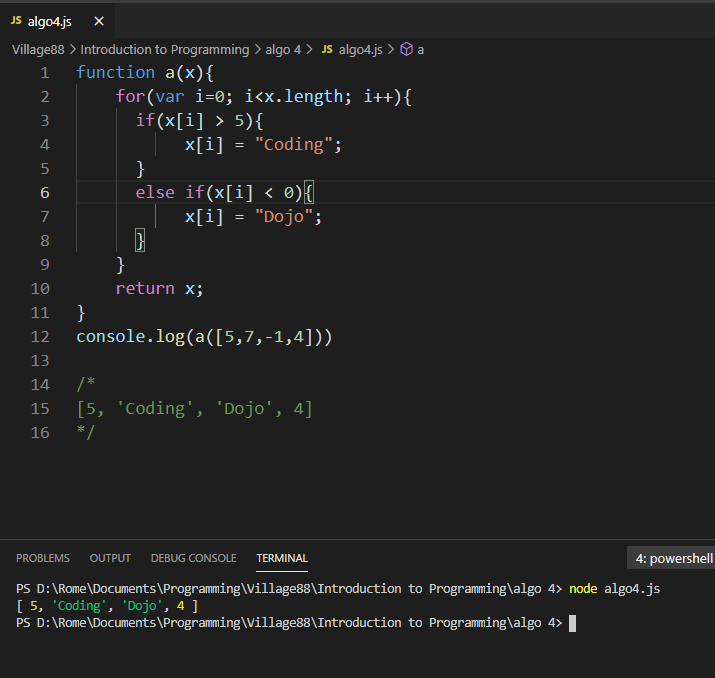 JS algo4.js ×
Village88 > Introduction to Programming > algo 4 > JS algo4.js > a
1 function a(x){
2 for(var i=0; i<x.length; i++){
3 if(x[i] > 5){
4 x[i] = "Coding";
5 }
6 else if(x[i] < 0){
7 x[i] = "Dojo";
8 }
9 }
10 return x;
11 }
12 console.log(a([5,7,-1,4]))
13
14 /*
15 [5, 'Coding', 'Dojo', 4]
16 */
PROBLEMS OUTPUT DEBUG CONSOLE TERMINAL 4: powershell
PS D:\Rome\Documents\Programming\Village88\Introduction to Programming\algo 4> node algo4.js
[ 5, 'Coding', 'Dojo', 4 ]
PS D:\Rome\Documents\Programming\Village88\Introduction to Programming\algo 4>